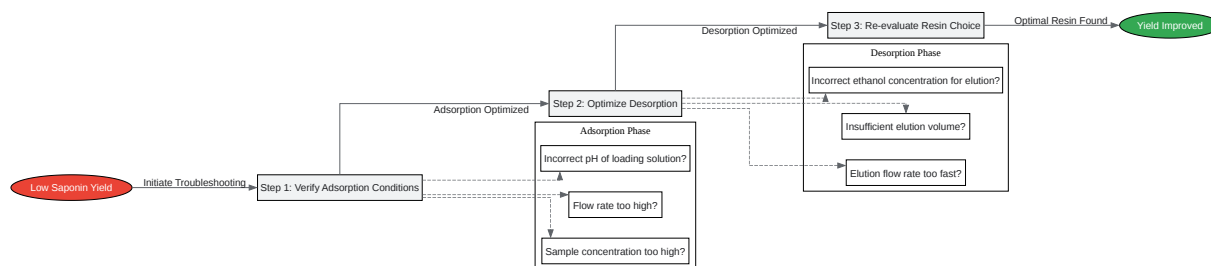 Low Saponin Yield
Initiate Troubleshooting
Step 1: Verify Adsorption Conditions
Adsorption Optimized
Step 2: Optimize Desorption
Desorption Optimized
Step 3: Re-evaluate Resin Choice
Optimal Resin Found
Yield Improved
Adsorption Phase
Incorrect pH of loading solution?
Flow rate too high?
Sample concentration too high?
Desorption Phase
Incorrect ethanol concentration for elution?
Insufficient elution volume?
Elution flow rate too fast?